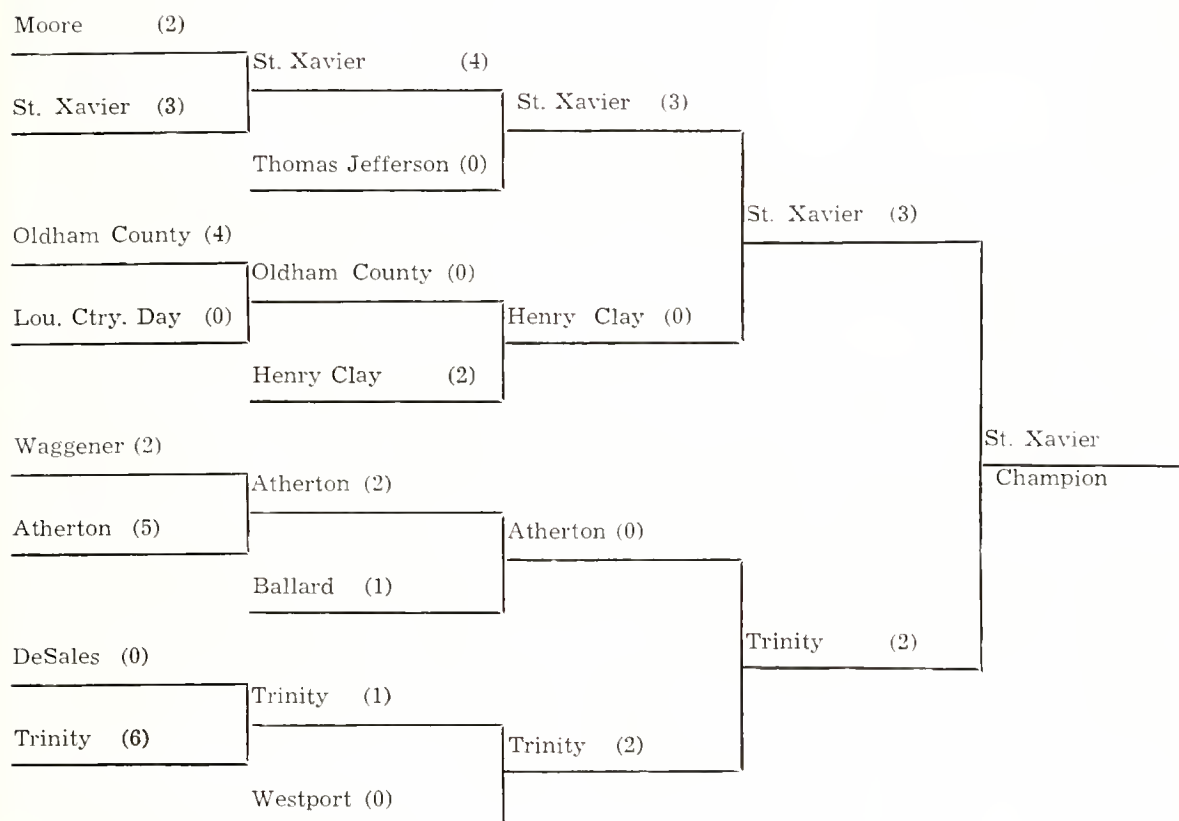 Moore (2)
St. Xavier (3)
Oldham County (4)
Lou. Ctry. Day (0)
Waggener (2)
Atherton (5)
DeSales (0)
Trinity (6)
St. Xavier (4)
Thomas Jefferson (0)
Oldham County (0)
Henry Clay (2)
Atherton (2)
Ballard (1)
Trinity (1)
Westport (0)
St. Xavier (3)
Henry Clay (0)
Atherton (0)
Trinity (2)
St. Xavier (3)
Trinity (2)
St. Xavier
Champion